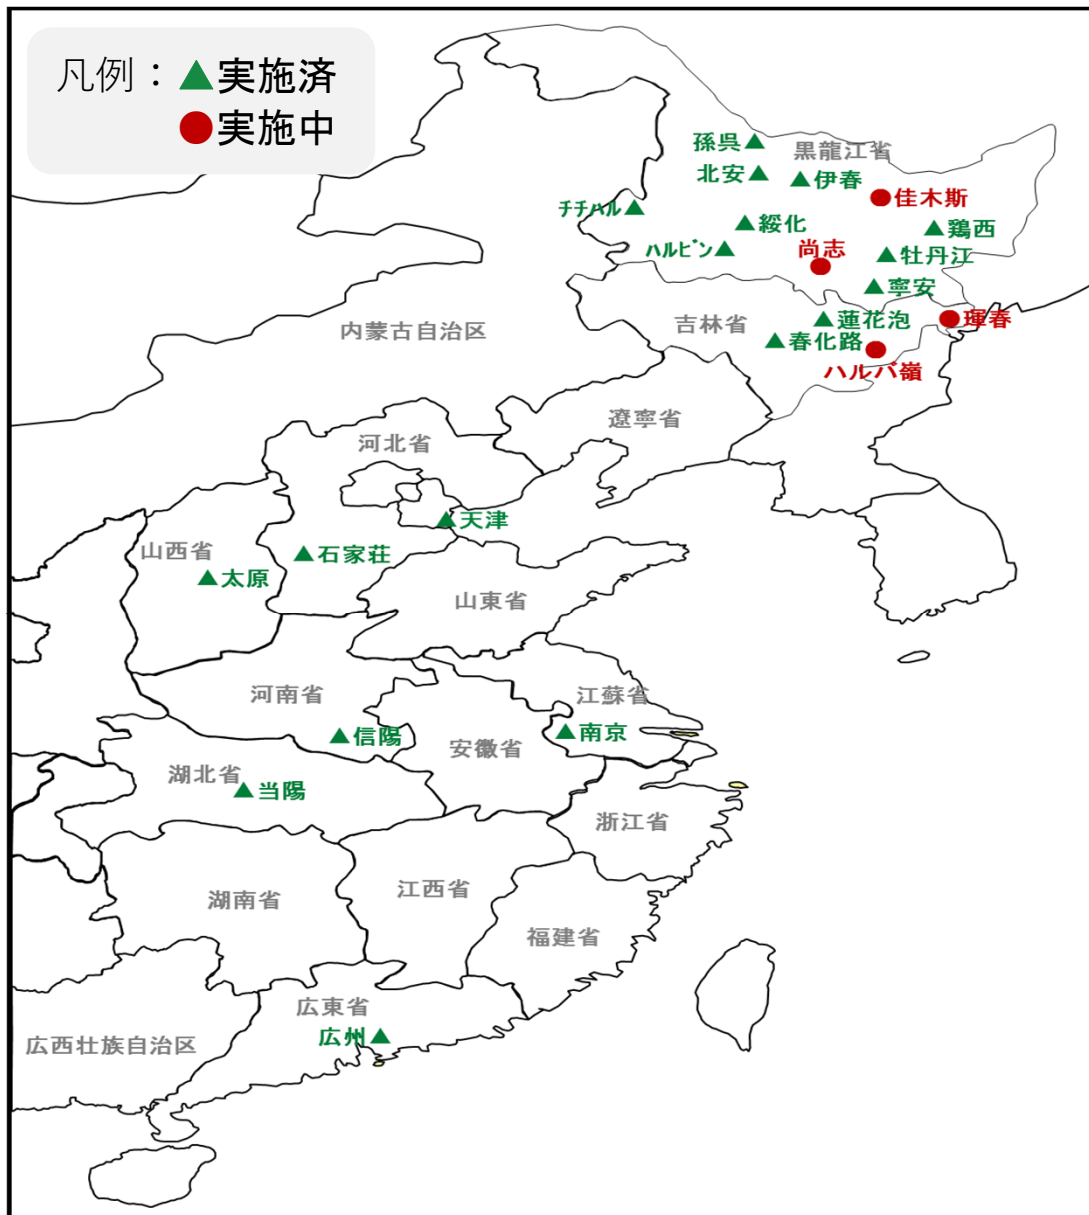 凡例：▲実施済
●実施中
孫呉▲
黒龍江省
北安▲
▲伊春
●佳木斯
チチハル▲
▲綏化
▲鶏西
ハルビン▲
尚志
●
▲牡丹江
▲寧安
内蒙古自治区
吉林省
▲蓮花泡
●琿春
▲春化路
●
ハルバ嶺
遼寧省
河北省
▲天津
山西省
▲石家荘
▲太原
山東省
河南省
江蘇省
▲信陽
▲南京
安徽省
湖北省
▲当陽
浙江省
江西省
湖南省
福建省
広東省
広州▲
広西壮族自治区